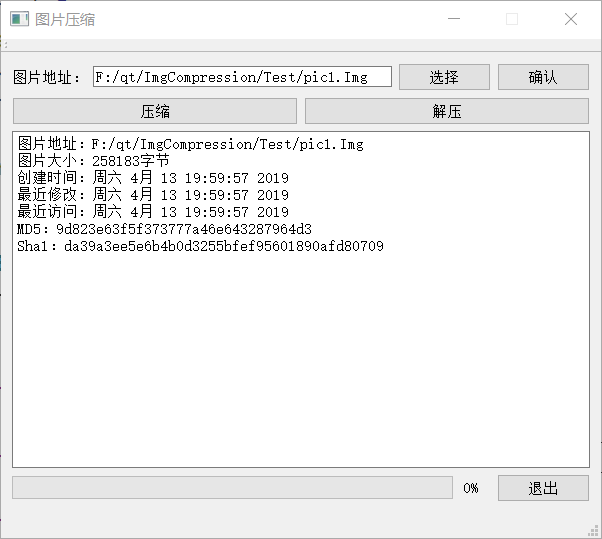 图片压缩
图片地址： F:/qt/ImgCompression/Test/pic1.Img 选择 确认
压缩 解压
图片地址：F:/qt/ImgCompression/Test/pic1.Img
图片大小：258183字节
创建时间：周六 4月 13 19:59:57 2019
最近修改：周六 4月 13 19:59:57 2019
最近访问：周六 4月 13 19:59:57 2019
MD5：9d823e63f5f373777a46e643287964d3
Sha1：da39a3ee5e6b4b0d3255bfef95601890afd80709
0% 退出